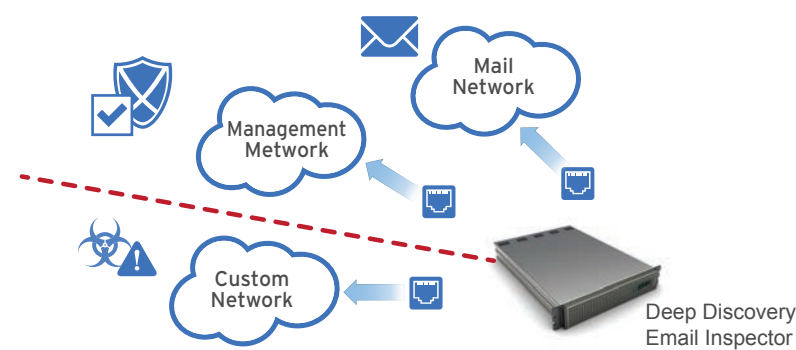 Mail
Network
Management
Metwork
Custom
Network
Deep Discovery
Email Inspector